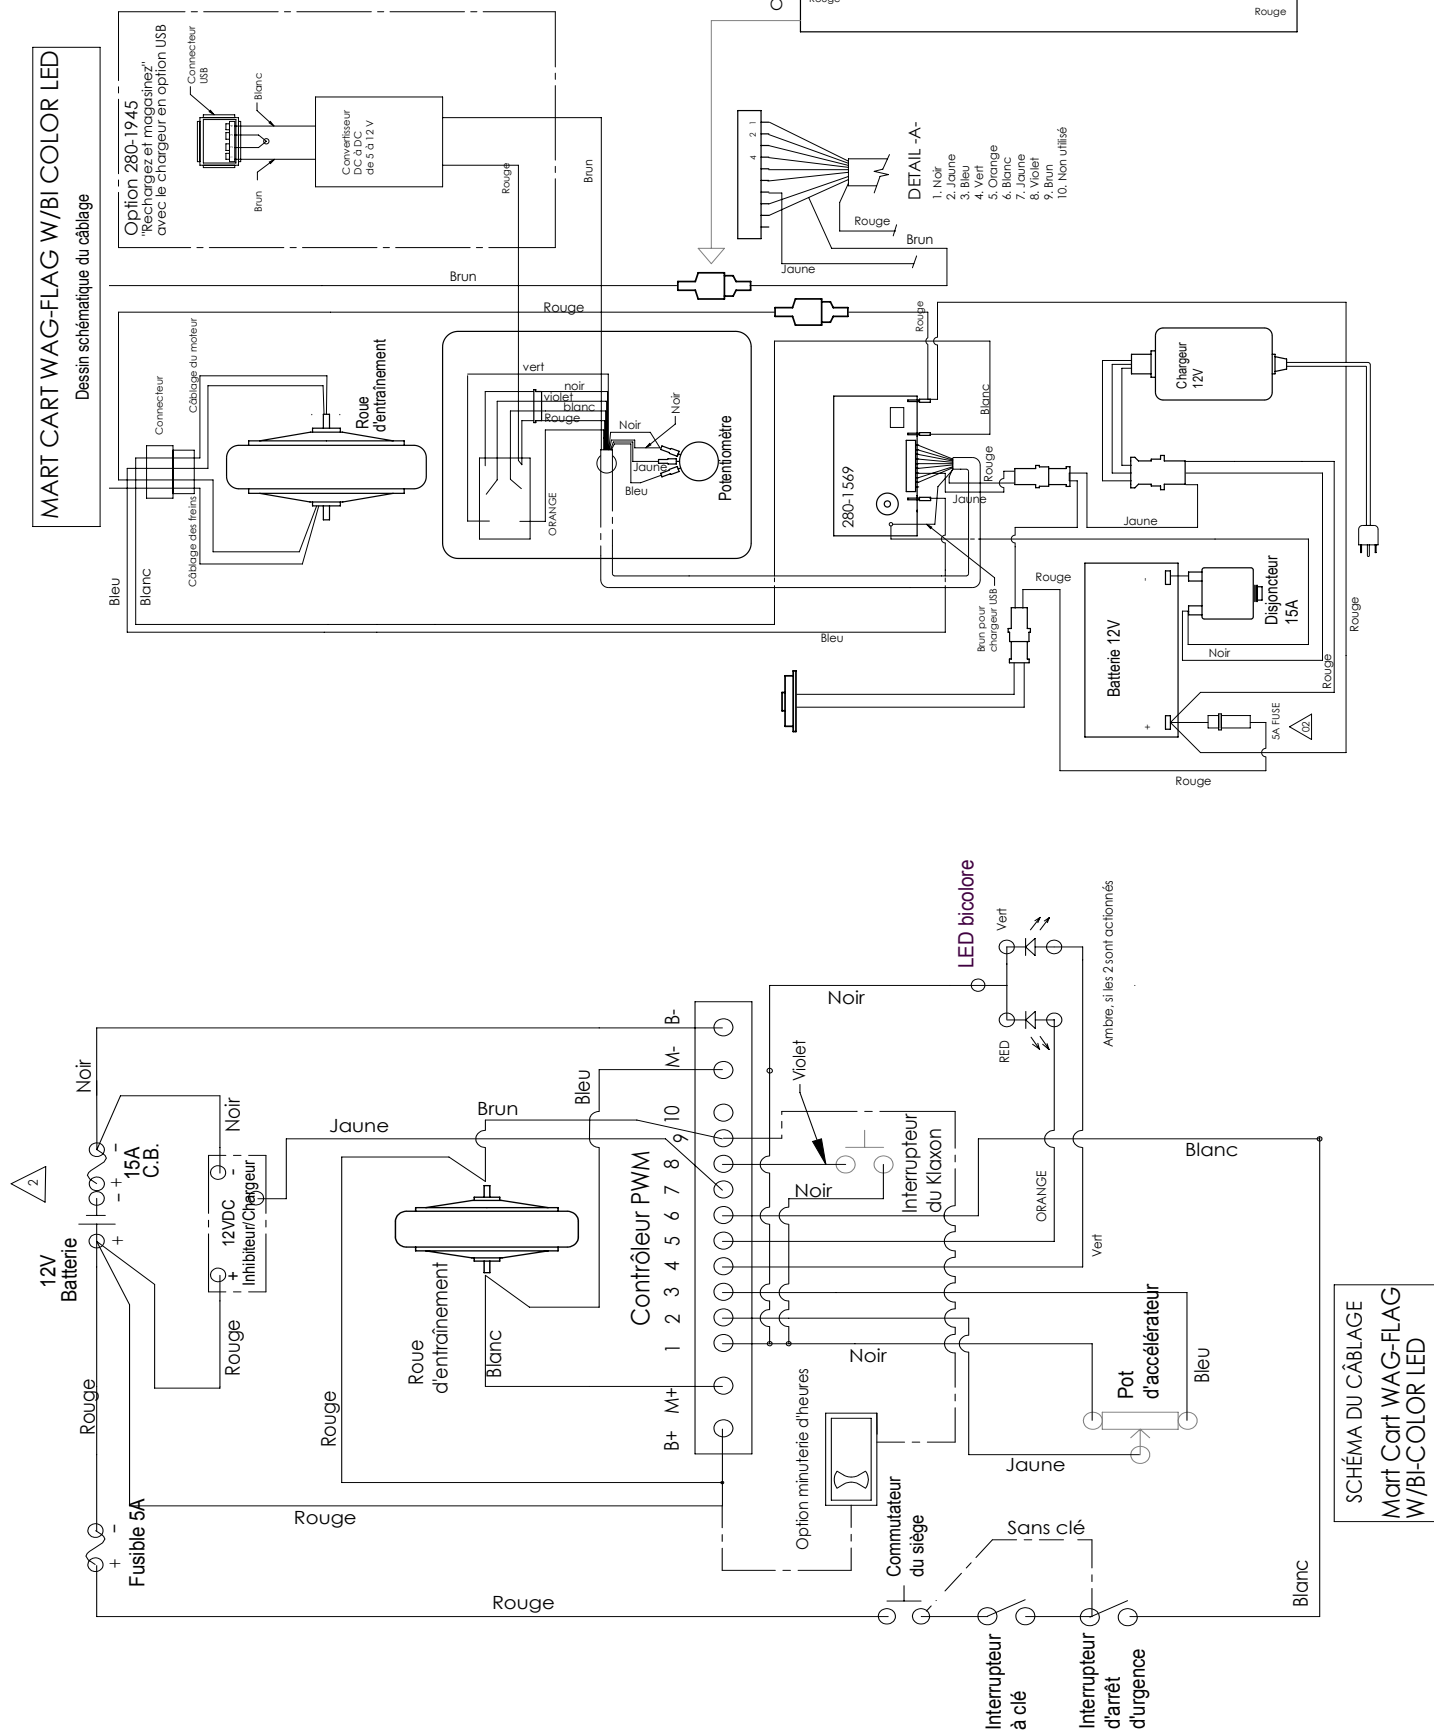 MART CART WAG-FLAG W/BI COLOR LED
Dessin schématique du câblage
Option 280-1945
"Rechargez et magasinez"
avec le chargeur en option USB
Connecteur
USB
Blanc
Brun
Convertisseur
DC à DC
de 5 à 12 V
Rouge
Brun
Rouge
Rouge
C
Connecteur
Câblage du moteur
Câblage des freins
Roue
d'entraînement
Bleu
Blanc
Brun
Rouge
vert
noir
violet
blanc
Rouge
ORANGE
Noir
Noir
Jaune
Bleu
Potentiomètre
1
2
4
DETAIL -A-
1. Noir
2. Jaune
3. Bleu
4. Vert
5. Orange
6. Blanc
7. Jaune
8. Violet
9. Brun
10. Non utilisé
Rouge
Brun
Jaune
280-1569
Rouge
Blanc
Rouge
Jaune
Jaune
Bleu
Brun pour
chargeur USB
Rouge
Chargeur
12V
Batterie 12V
+
-
Disjoncteur
15A
Noir
Rouge
Rouge
5A FUSE
02
Rouge
2
12V
Batterie
+
Noir
15A
C.B.
+
-
-
Noir
12VDC
Inhibiteur/Chargeur
+
-
Rouge
Rouge
Fusible 5A
+
-
Jaune
Brun
Bleu
Roue
d'entraînement
Blanc
Rouge
Rouge
Rouge
Contrôleur PWM
B+ M+ 1 2 3 4 5 6 7 8 9 10 M- B-
Violet
Noir
Interrupteur
du Klaxon
Noir
LED bicolore
RED
Vert
Ambre, si les 2 sont actionnés
ORANGE
Vert
Blanc
Noir
Pot
d'accélérateur
Bleu
Jaune
Option minuterie d'heures
Commutateur
du siège
Sans clé
Interrupteur
à clé
Interrupteur
d'arrêt
d'urgence
Blanc
SCHÉMA DU CÂBLAGE
Mart Cart WAG-FLAG
W/BI-COLOR LED